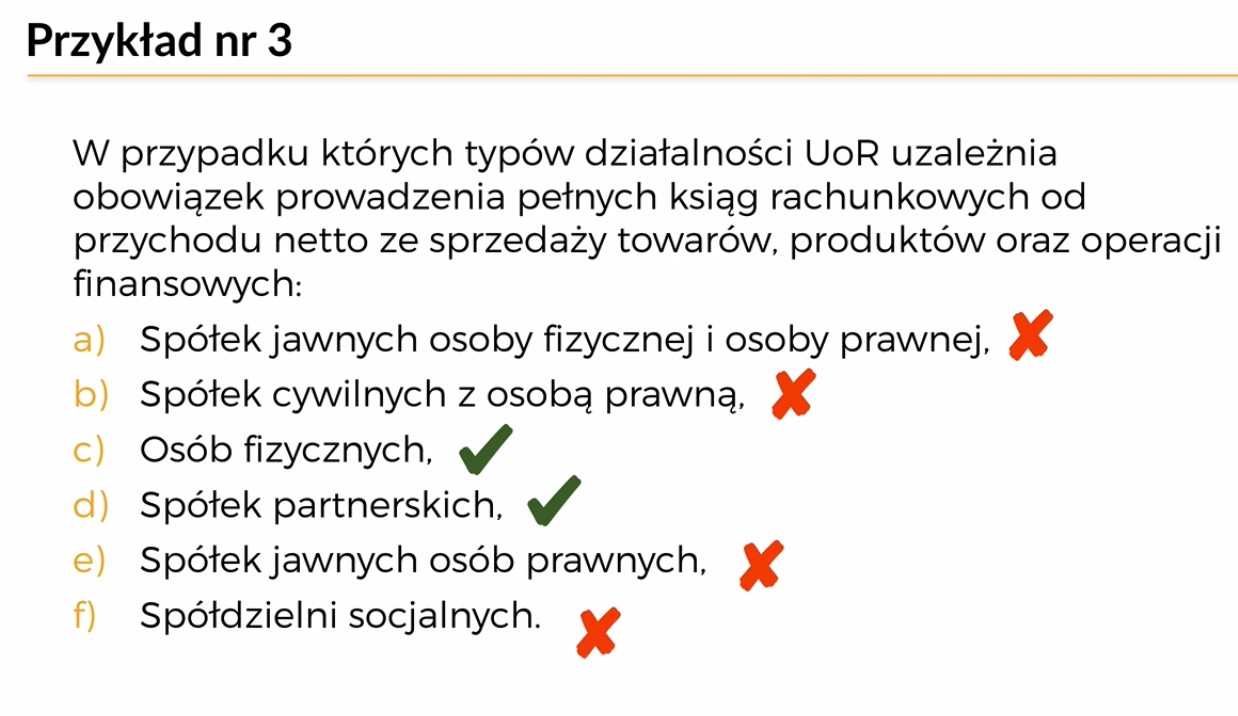 Przykład nr 3
W przypadku których typów działalności UoR uzależnia
obowiązek prowadzenia pełnych ksiąg rachunkowych od
przychodu netto ze sprzedaży towarów, produktów oraz operacji
finansowych:
a) Spółek jawnych osoby fizycznej i osoby prawnej,
b) Spółek cywilnych z osobą prawną,
c) Osób fizycznych,
d) Spółek partnerskich,
e) Spółek jawnych osób prawnych,
f) Spółdzielni socjalnych.